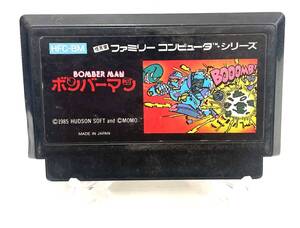 HFC-BM
ファミリー コンピュータ™シリーズ
BOMBER MAN
ボンバーマン
BOOOMB!
©1985 HUDSON SOFT and ©MOMO
MADE IN JAPAN